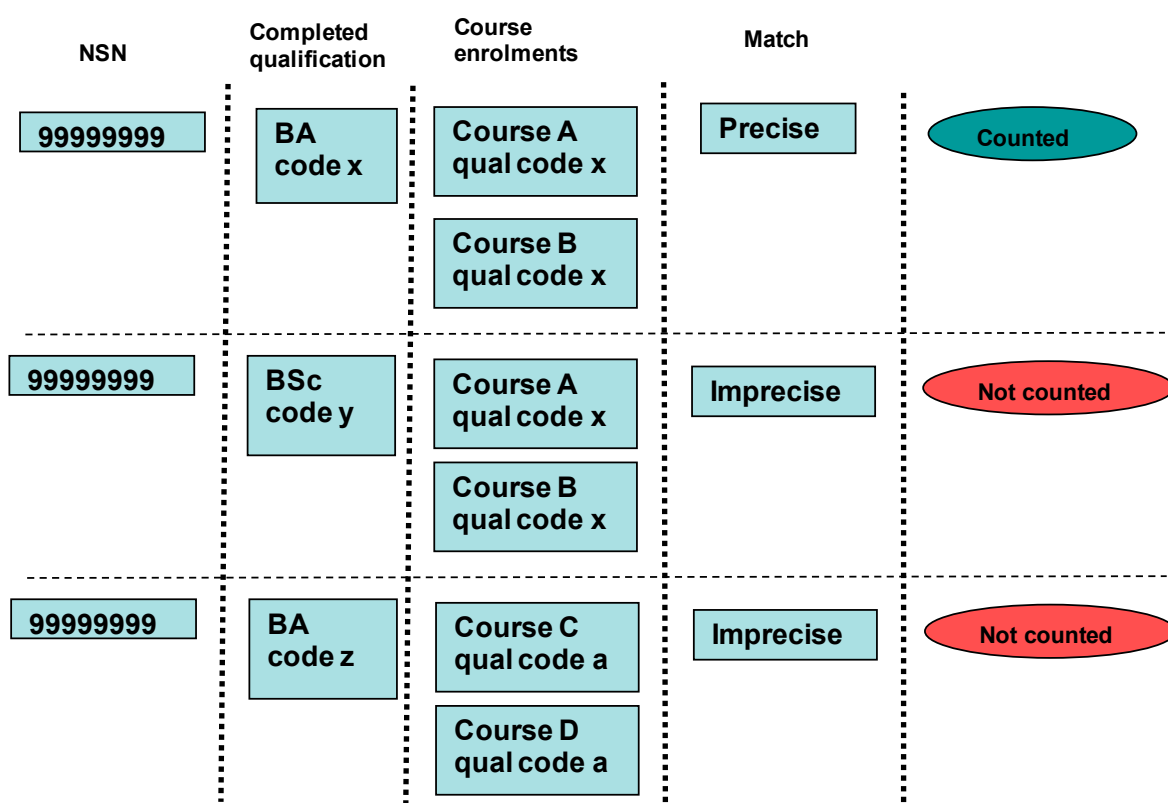 NSN
Completed
qualification
Course
enrolments
Match
99999999
BA
code x
Course A
qual code x
Course B
qual code x
Precise
Counted
99999999
BSc
code y
Course A
qual code x
Course B
qual code x
Imprecise
Not counted
99999999
BA
code z
Course C
qual code a
Course D
qual code a
Imprecise
Not counted